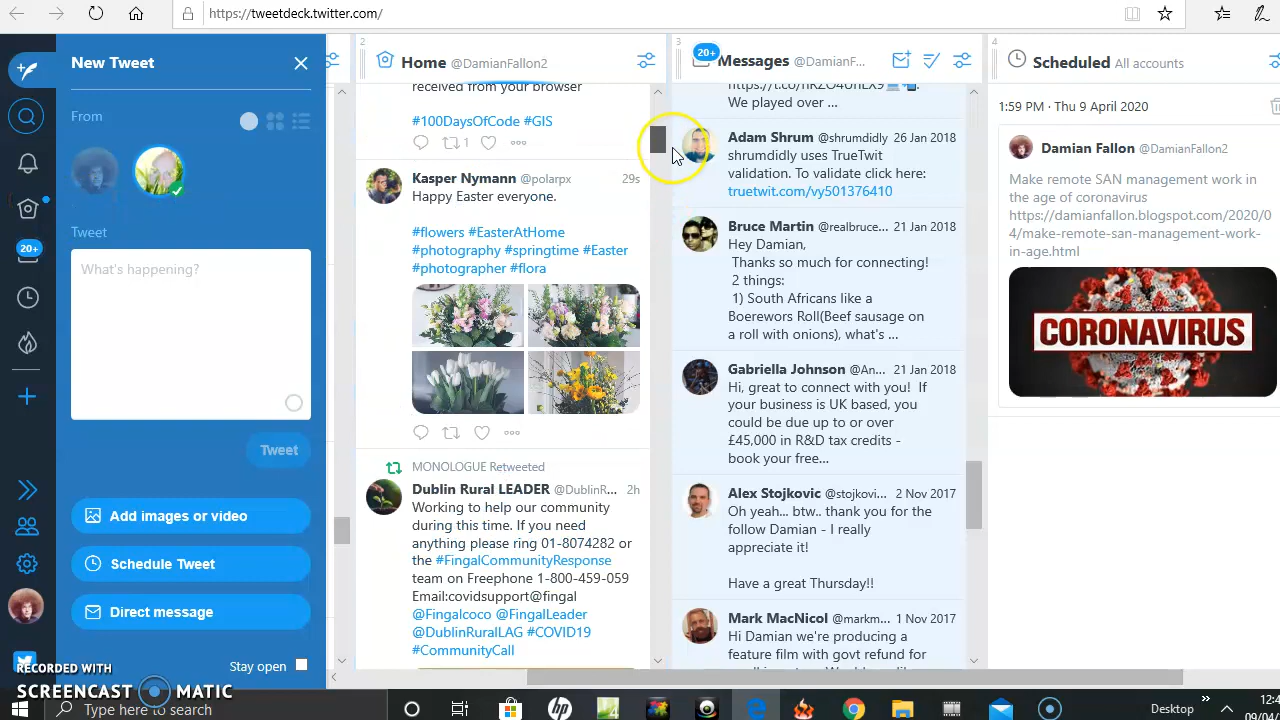 https://tweetdeck.twitter.com/
New Tweet
From
Tweet
What's happening?
Tweet
Add images or video
Schedule Tweet
Direct message
Stay open
20+
RECORDED WITH
SCREENCAST MATIC
Type here to search
2
Home @DamianFallon2
received from your browser
#100DaysOfCode #GIS
1
Kasper Nymann @polarpx 29s
Happy Easter everyone.
#flowers #EasterAtHome
#photography #springtime #Easter
#photographer #flora
MONOLOGUE Retweeted
Dublin Rural LEADER @DublinR... 2h
Working to help our community
during this time. If you need
anything please ring 01-8074282 or
the #FingalCommunityResponse
team on Freephone 1-800-459-059
Email:covidsupport@fingal
@Fingalcoco @FingalLeader
@DublinRuralLAG #COVID19
#CommunityCall
3
20+
Messages @DamianF...
We played over ...
Adam Shrum @shrumdidly 26 Jan 2018
shrumdidly uses TrueTwit
validation. To validate click here:
truetwit.com/vy501376410
Bruce Martin @realbruce... 21 Jan 2018
Hey Damian,
Thanks so much for connecting!
2 things:
1) South Africans like a
Boerewors Roll(Beef sausage on
a roll with onions), what's ...
Gabriella Johnson @An... 21 Jan 2018
Hi, great to connect with you! If
your business is UK based, you
could be due up to or over
£45,000 in R&D tax credits -
book your free...
Alex Stojkovic @stojkovi... 2 Nov 2017
Oh yeah... btw.. thank you for the
follow Damian - I really
appreciate it!
Have a great Thursday!!
Mark MacNicol @markm... 1 Nov 2017
Hi Damian we're producing a
feature film with govt refund for
4
Scheduled All accounts
1:59 PM · Thu 9 April 2020
Damian Fallon @DamianFallon2
Make remote SAN management work in
the age of coronavirus
https://damianfallon.blogspot.com/2020/0
4/make-remote-san-management-work-
in-age.html
CORONAVIRUS
hp
Desktop